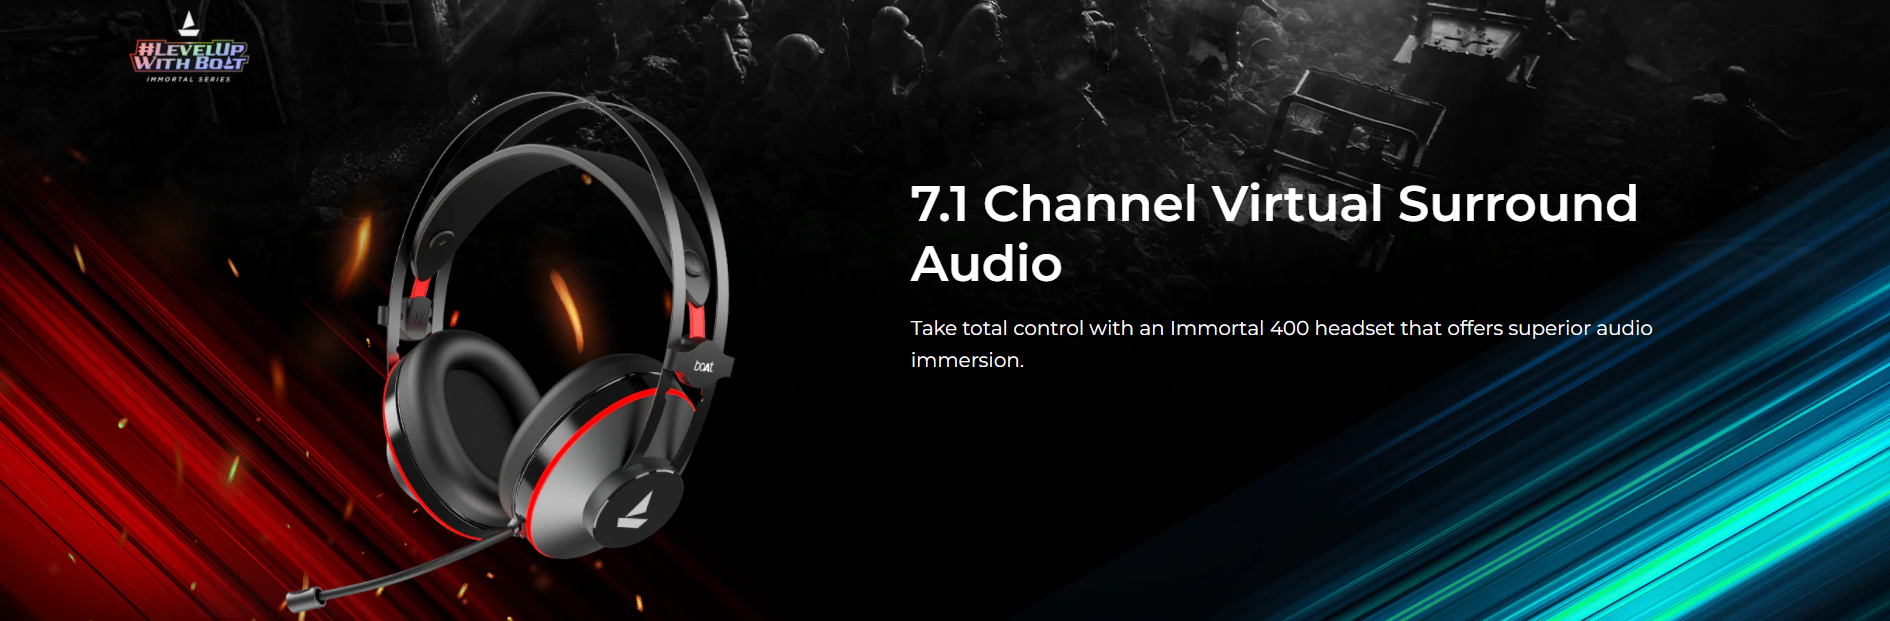 #LEVELUP
WITH BOAT
IMMORTAL SERIES
7.1 Channel Virtual Surround
Audio
Take total control with an Immortal 400 headset that offers superior audio
immersion.
boAt